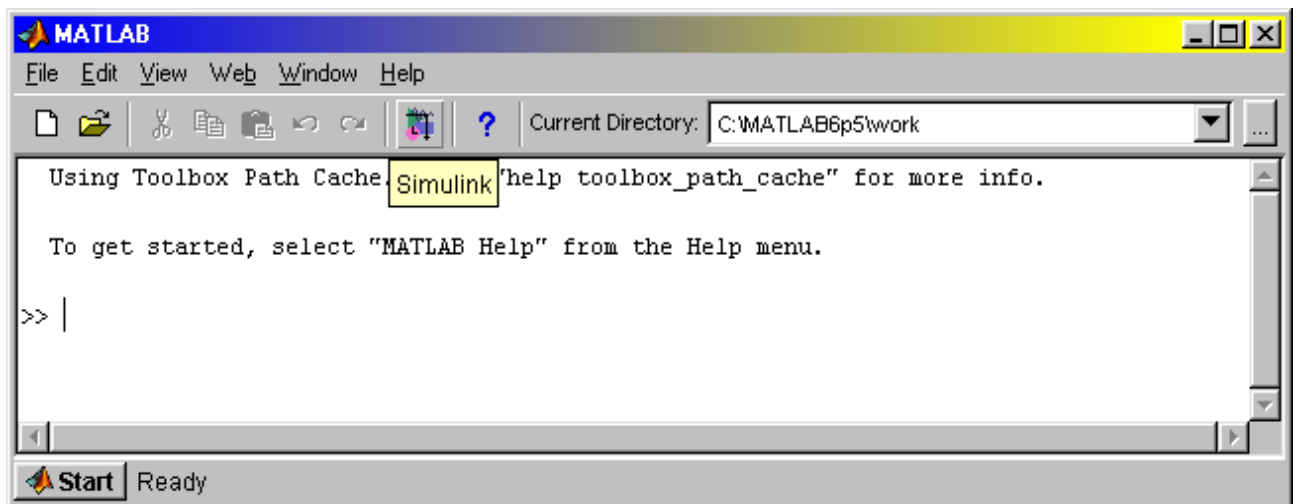 MATLAB
File Edit View Web Window Help
? Current Directory: C:\MATLAB6p5\work ...
Using Toolbox Path Cache. "help toolbox_path_cache" for more info.
Simulink
To get started, select "MATLAB Help" from the Help menu.
>>
Start Ready